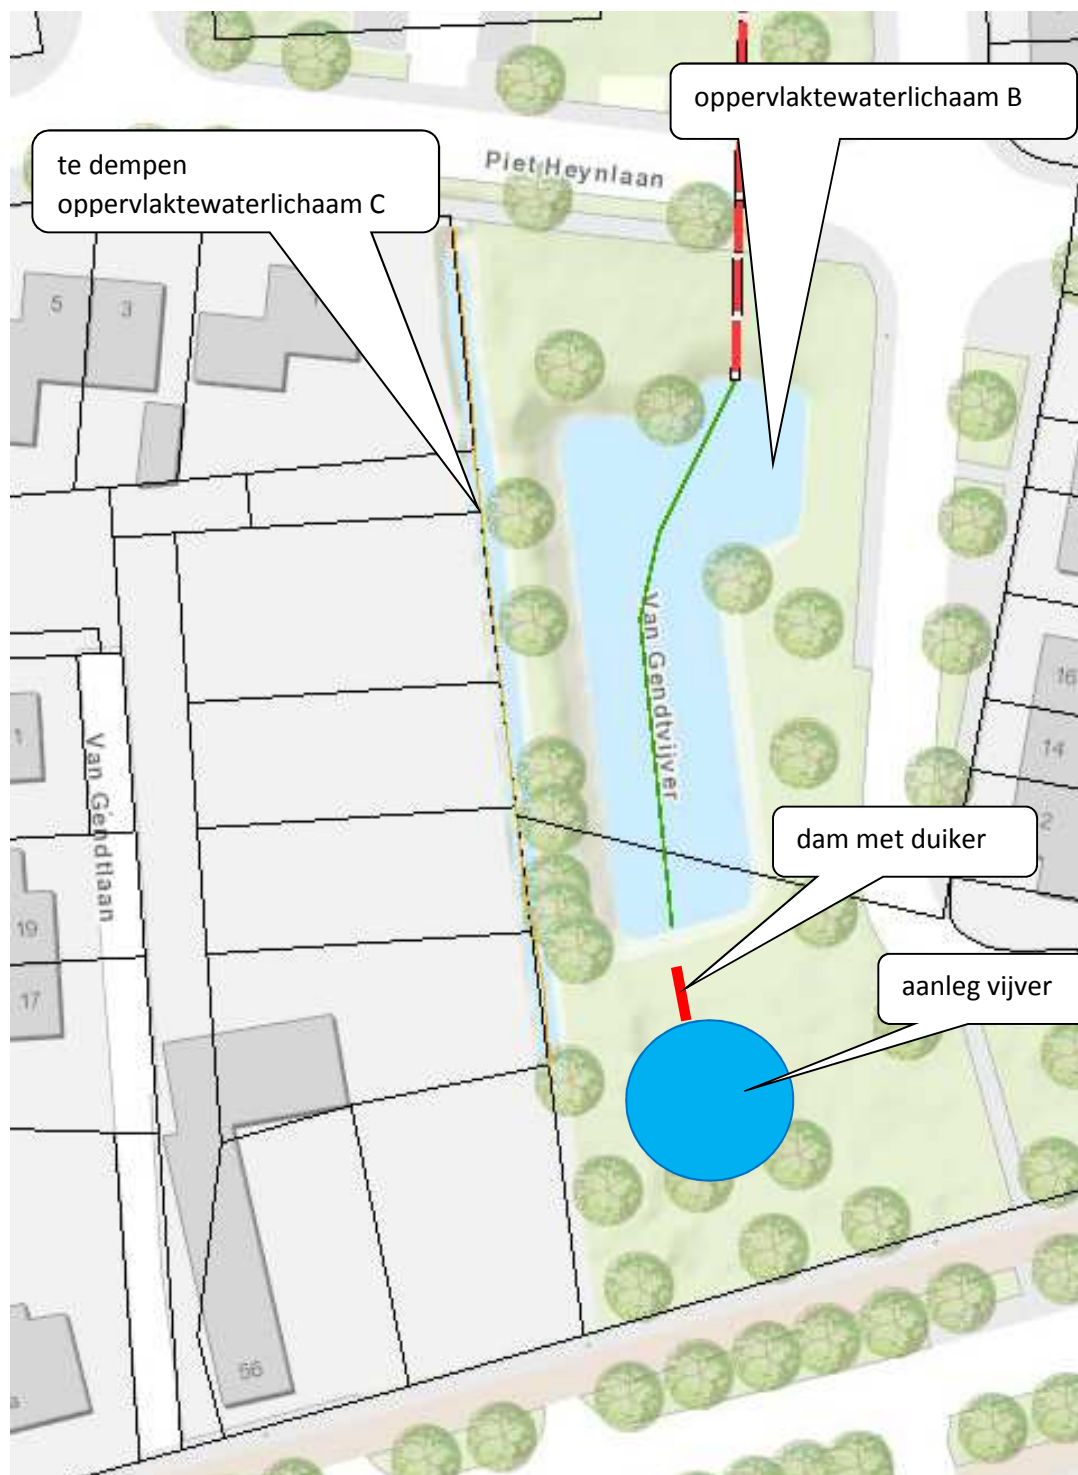 oppervlaktewaterlichaam B
te dempen
oppervlaktewaterlichaam C
Piet Heynlaan
5
3
Van Gendtvijver
16
14
2
1
Van Gendtlaan
dam met duiker
19
17
aanleg vijver
56